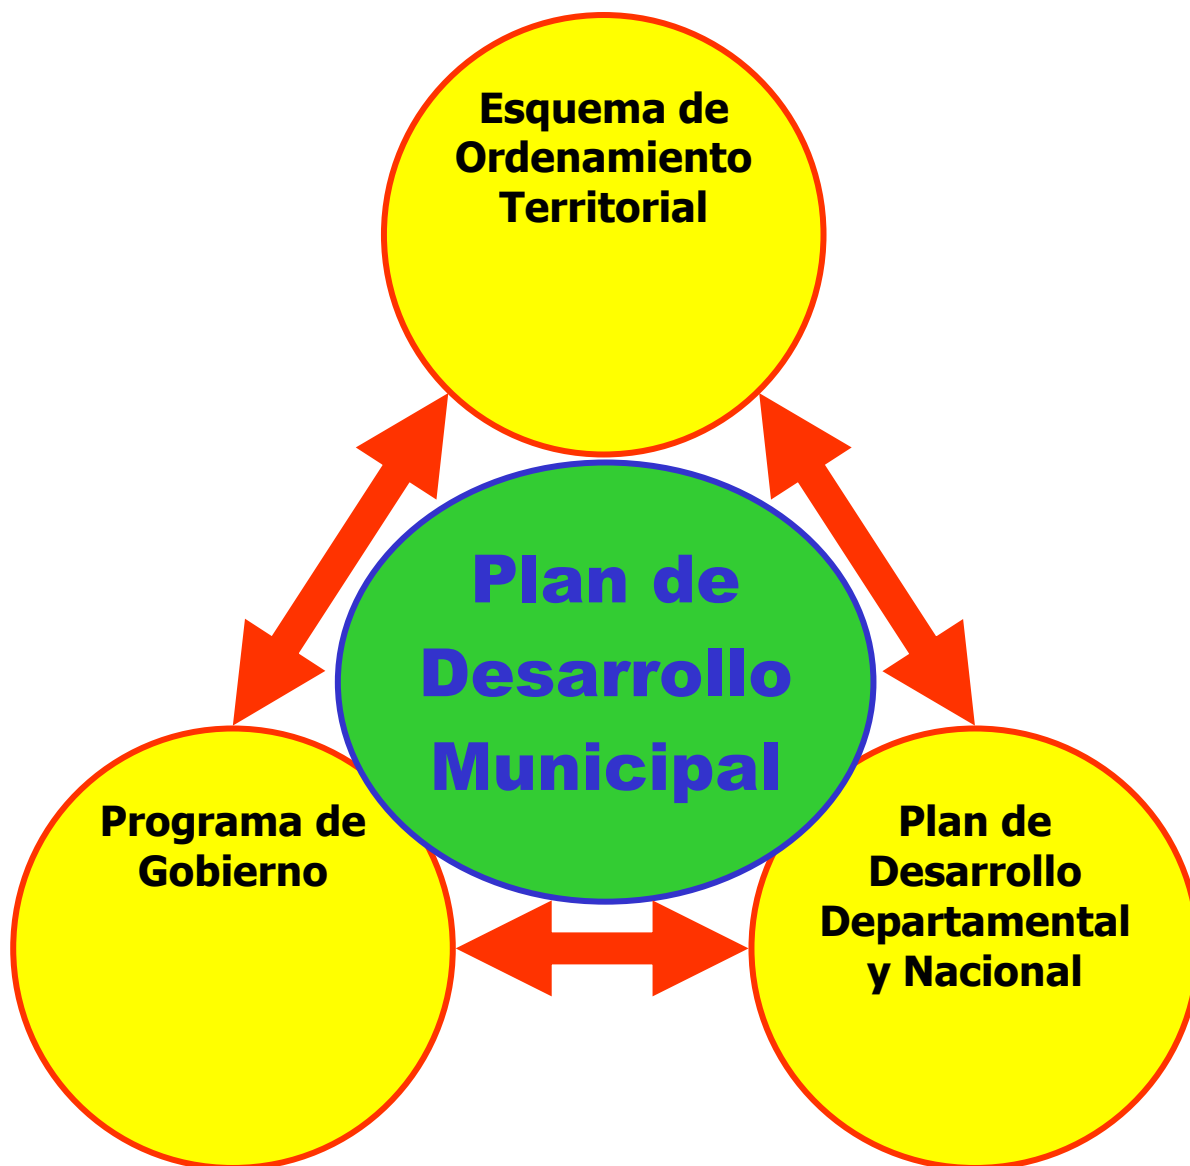 Esquema de
Ordenamiento
Territorial
Plan de
Desarrollo
Municipal
Programa de
Gobierno
Plan de
Desarrollo
Departamental
y Nacional